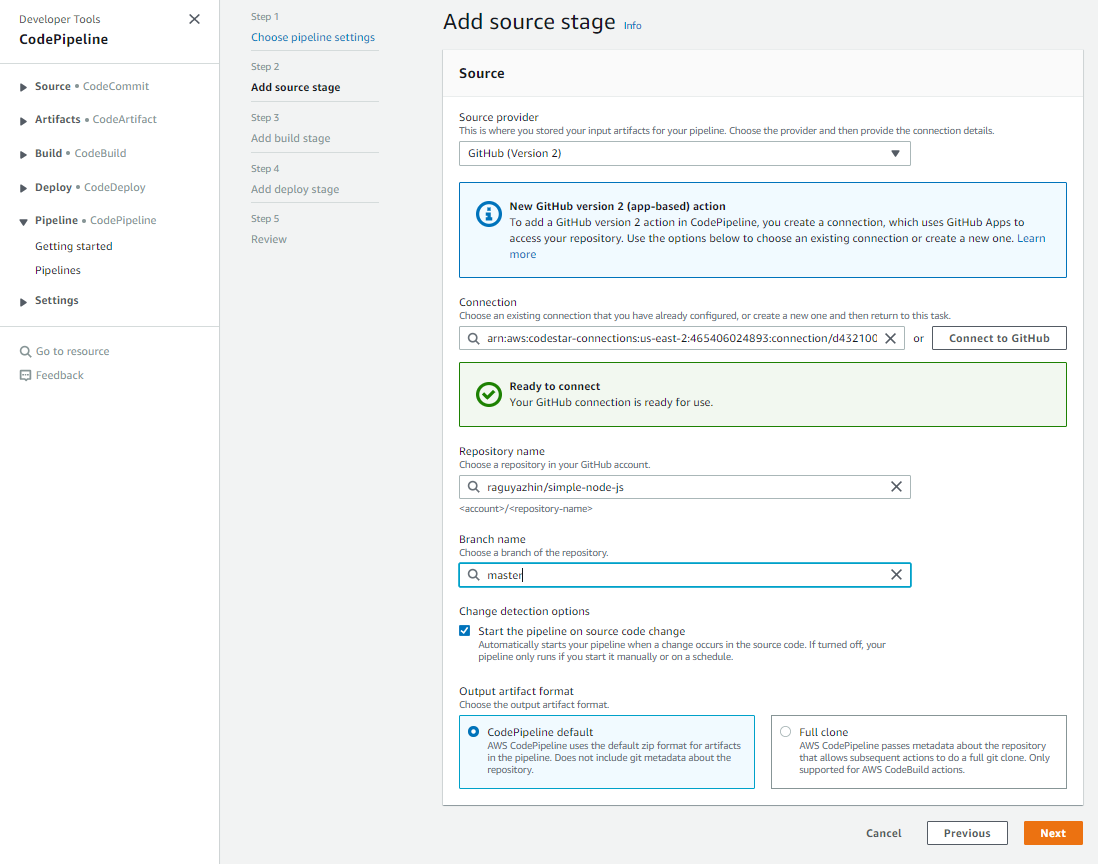 Developer Tools
CodePipeline
Source • CodeCommit
Artifacts • CodeArtifact
Build • CodeBuild
Deploy • CodeDeploy
Pipeline • CodePipeline
Getting started
Pipelines
Settings
Go to resource
Feedback
Step 1
Choose pipeline settings
Step 2
Add source stage
Step 3
Add build stage
Step 4
Add deploy stage
Step 5
Review
Add source stage Info
Source
Source provider
This is where you stored your input artifacts for your pipeline. Choose the provider and then provide the connection details.
GitHub (Version 2)
New GitHub version 2 (app-based) action
To add a GitHub version 2 action in CodePipeline, you create a connection, which uses GitHub Apps to
access your repository. Use the options below to choose an existing connection or create a new one. Learn
more
Connection
Choose an existing connection that you have already configured, or create a new one and then return to this task.
arn:aws:codestar-connections:us-east-2:465406024893:connection/d432100 or Connect to GitHub
Ready to connect
Your GitHub connection is ready for use.
Repository name
Choose a repository in your GitHub account.
raguyazhin/simple-node-js
<account>/<repository-name>
Branch name
Choose a branch of the repository.
master
Change detection options
Start the pipeline on source code change
Automatically starts your pipeline when a change occurs in the source code. If turned off, your
pipeline only runs if you start it manually or on a schedule.
Output artifact format
Choose the output artifact format.
CodePipeline default
AWS CodePipeline uses the default zip format for artifacts
in the pipeline. Does not include git metadata about the
repository.
Full clone
AWS CodePipeline passes metadata about the repository
that allows subsequent actions to do a full git clone. Only
supported for AWS CodeBuild actions.
Cancel Previous Next